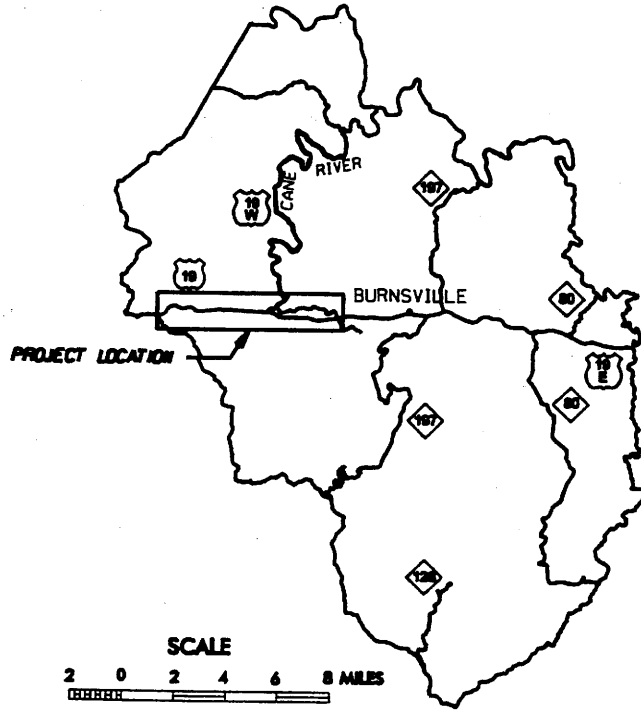 RIVER
CANE
197
19
W
19
BURNSVILLE
80
PROJECT LOCATION
19
E
80
197
128
SCALE
2 0 2 4 6 8 MILES